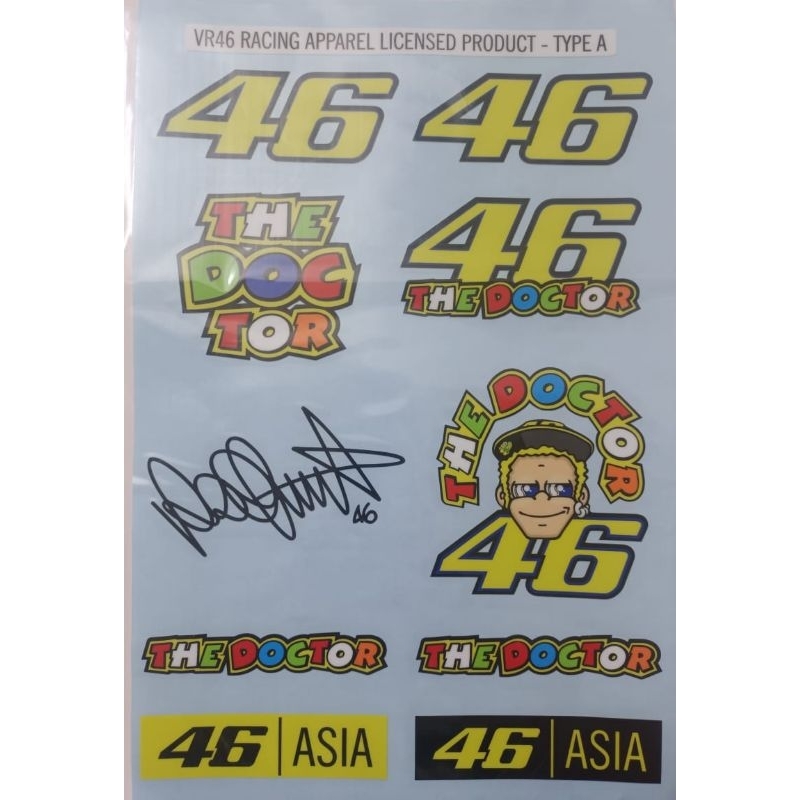 VR46 RACING APPAREL LICENSED PRODUCT - TYPE A
46 46
THE
DOC
TOR
46
THE DOCTOR
THE DOCTOR
46
46
THE DOCTOR THE DOCTOR
46 | ASIA 46 | ASIA